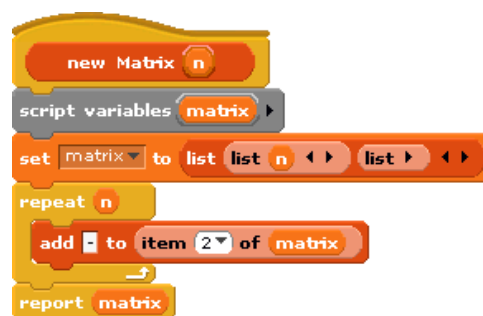 new Matrix n
script variables matrix
set matrix to list list n list
repeat n
add - to item 2 of matrix
report matrix